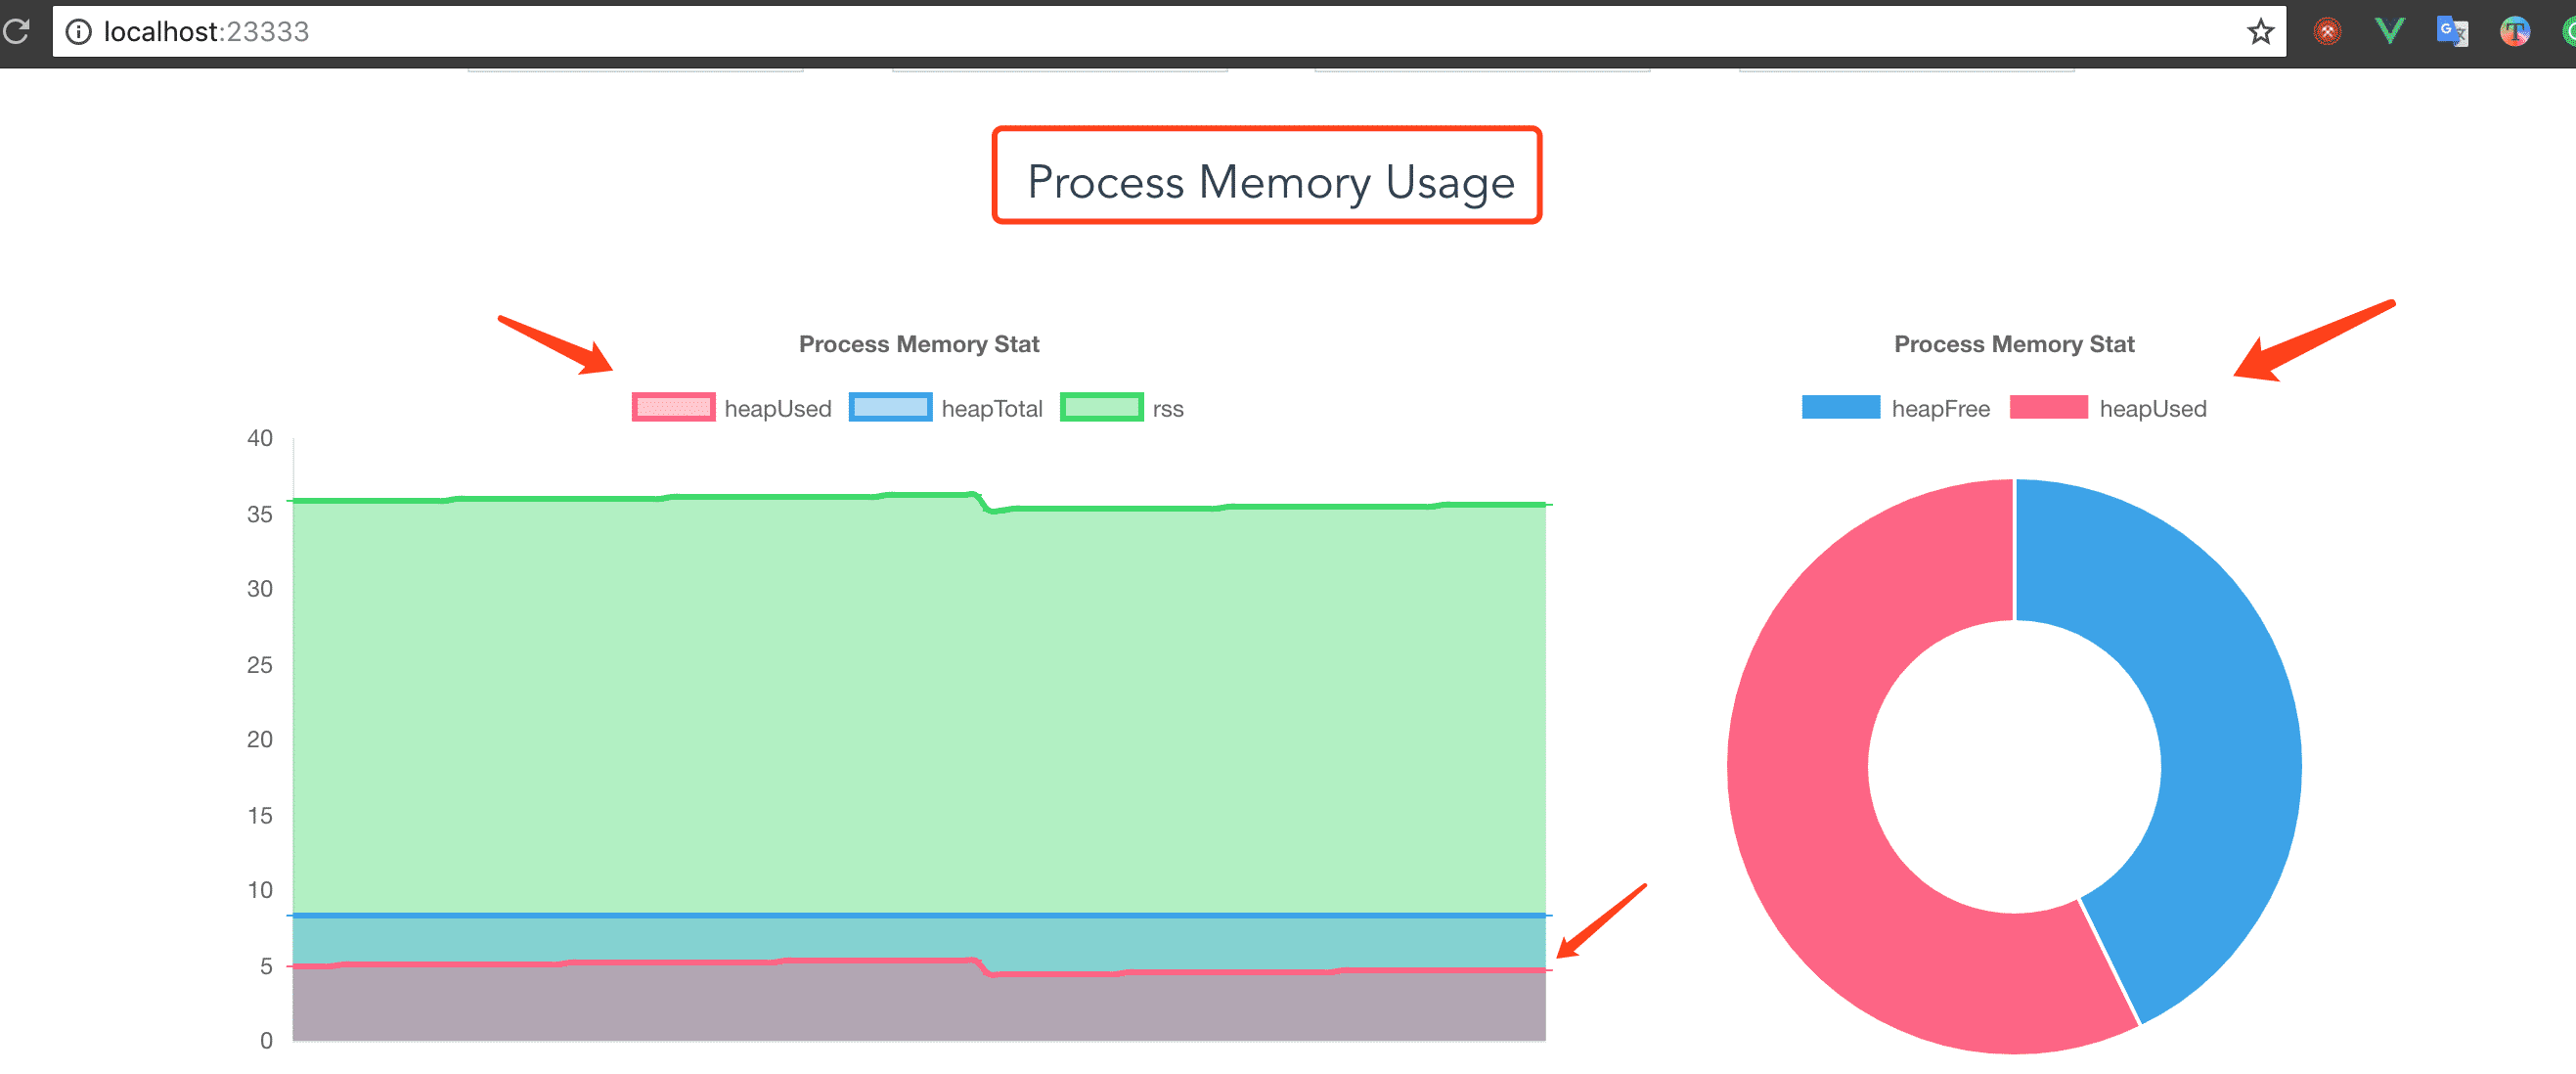 localhost:23333
Process Memory Usage
Process Memory Stat
heapUsed heapTotal rss
40
35
30
25
20
15
10
5
0
Process Memory Stat
heapFree heapUsed